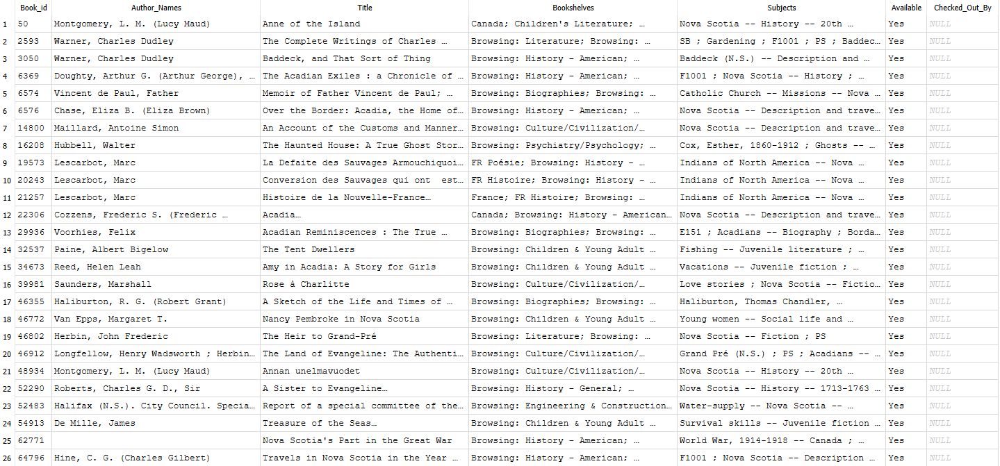 Book_id Author_Names Title Bookshelves Subjects Available Checked_Out_By
1 50 Montgomery, L. M. (Lucy Maud) Anne of the Island Canada; Children's Literature; … Nova Scotia -- History -- 20th … Yes NULL
2 2593 Warner, Charles Dudley The Complete Writings of Charles … Browsing: Literature; Browsing: … SB ; Gardening ; F1001 ; PS ; Baddec… Yes NULL
3 3050 Warner, Charles Dudley Baddeck, and That Sort of Thing Browsing: History - American; … Baddeck (N.S.) -- Description and … Yes NULL
4 6369 Doughty, Arthur G. (Arthur George), … The Acadian Exiles : a Chronicle of … Browsing: History - American; … F1001 ; Nova Scotia -- History ; … Yes NULL
5 6574 Vincent de Paul, Father Memoir of Father Vincent de Paul; … Browsing: Biographies; Browsing: … Catholic Church -- Missions -- Nova … Yes NULL
6 6576 Chase, Eliza B. (Eliza Brown) Over the Border: Acadia, the Home of… Browsing: History - American; … Nova Scotia -- Description and trave… Yes NULL
7 14800 Maillard, Antoine Simon An Account of the Customs and Manner… Browsing: Culture/Civilization/… Nova Scotia -- Description and trave… Yes NULL
8 16208 Hubbell, Walter The Haunted House: A True Ghost Stor… Browsing: Psychiatry/Psychology; … Cox, Esther, 1860-1912 ; Ghosts -- … Yes NULL
9 19573 Lescarbot, Marc La Defaite des Sauvages Armouchiquoi… FR Poésie; Browsing: History - … Indians of North America -- Nova … Yes NULL
10 20243 Lescarbot, Marc Conversion des Sauvages qui ont  est… FR Histoire; Browsing: History - … Indians of North America -- Nova … Yes NULL
11 21257 Lescarbot, Marc Histoire de la Nouvelle-France… France; FR Histoire; Browsing: … Indians of North America -- Nova … Yes NULL
12 22306 Cozzens, Frederic S. (Frederic … Acadia… Canada; Browsing: History - American… Nova Scotia -- Description and trave… Yes NULL
13 29936 Voorhies, Felix Acadian Reminiscences : The True … Browsing: Biographies; Browsing: … E151 ; Acadians -- Biography ; Borda… Yes NULL
14 32537 Paine, Albert Bigelow The Tent Dwellers Browsing: Children & Young Adult … Fishing -- Juvenile literature ; … Yes NULL
15 34673 Reed, Helen Leah Amy in Acadia: A Story for Girls Browsing: Children & Young Adult … Vacations -- Juvenile fiction ; … Yes NULL
16 39981 Saunders, Marshall Rose à Charlitte Browsing: Culture/Civilization/… Love stories ; Nova Scotia -- Fictio… Yes NULL
17 46355 Haliburton, R. G. (Robert Grant) A Sketch of the Life and Times of … Browsing: Biographies; Browsing: … Haliburton, Thomas Chandler, … Yes NULL
18 46772 Van Epps, Margaret T. Nancy Pembroke in Nova Scotia Browsing: Children & Young Adult … Young women -- Social life and … Yes NULL
19 46802 Herbin, John Frederic The Heir to Grand-Pré Browsing: Literature; Browsing: … Nova Scotia -- Fiction ; PS Yes NULL
20 46912 Longfellow, Henry Wadsworth ; Herbin… The Land of Evangeline: The Authenti… Browsing: Culture/Civilization/… Grand Pré (N.S.) ; PS ; Acadians -- … Yes NULL
21 48934 Montgomery, L. M. (Lucy Maud) Annan unelmavuodet Browsing: Culture/Civilization/… Nova Scotia -- History -- 20th … Yes NULL
22 52290 Roberts, Charles G. D., Sir A Sister to Evangeline… Browsing: History - General; … Nova Scotia -- History -- 1713-1763 … Yes NULL
23 52483 Halifax (N.S.). City Council. Specia… Report of a special committee of the… Browsing: Engineering & Construction… Water-supply -- Nova Scotia -- … Yes NULL
24 54913 De Mille, James Treasure of the Seas… Browsing: Children & Young Adult … Survival skills -- Juvenile fiction … Yes NULL
25 62771 Nova Scotia's Part in the Great War Browsing: History - American; … World War, 1914-1918 -- Canada ; … Yes NULL
26 64796 Hine, C. G. (Charles Gilbert) Travels in Nova Scotia in the Year … Browsing: History - American; … F1001 ; Nova Scotia -- Description … Yes NULL